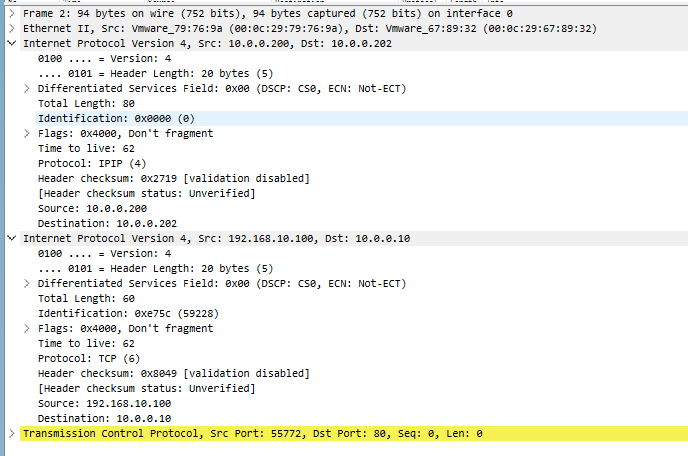 Frame 2: 94 bytes on wire (752 bits), 94 bytes captured (752 bits) on interface 0
Ethernet II, Src: Vmware_79:76:9a (00:0c:29:79:76:9a), Dst: Vmware_67:89:32 (00:0c:29:67:89:32)
Internet Protocol Version 4, Src: 10.0.0.200, Dst: 10.0.0.202
0100 .... = Version: 4
.... 0101 = Header Length: 20 bytes (5)
Differentiated Services Field: 0x00 (DSCP: CS0, ECN: Not-ECT)
Total Length: 80
Identification: 0x0000 (0)
Flags: 0x4000, Don't fragment
Time to live: 62
Protocol: IPIP (4)
Header checksum: 0x2719 [validation disabled]
[Header checksum status: Unverified]
Source: 10.0.0.200
Destination: 10.0.0.202
Internet Protocol Version 4, Src: 192.168.10.100, Dst: 10.0.0.10
0100 .... = Version: 4
.... 0101 = Header Length: 20 bytes (5)
Differentiated Services Field: 0x00 (DSCP: CS0, ECN: Not-ECT)
Total Length: 60
Identification: 0xe75c (59228)
Flags: 0x4000, Don't fragment
Time to live: 62
Protocol: TCP (6)
Header checksum: 0x8049 [validation disabled]
[Header checksum status: Unverified]
Source: 192.168.10.100
Destination: 10.0.0.10
Transmission Control Protocol, Src Port: 55772, Dst Port: 80, Seq: 0, Len: 0